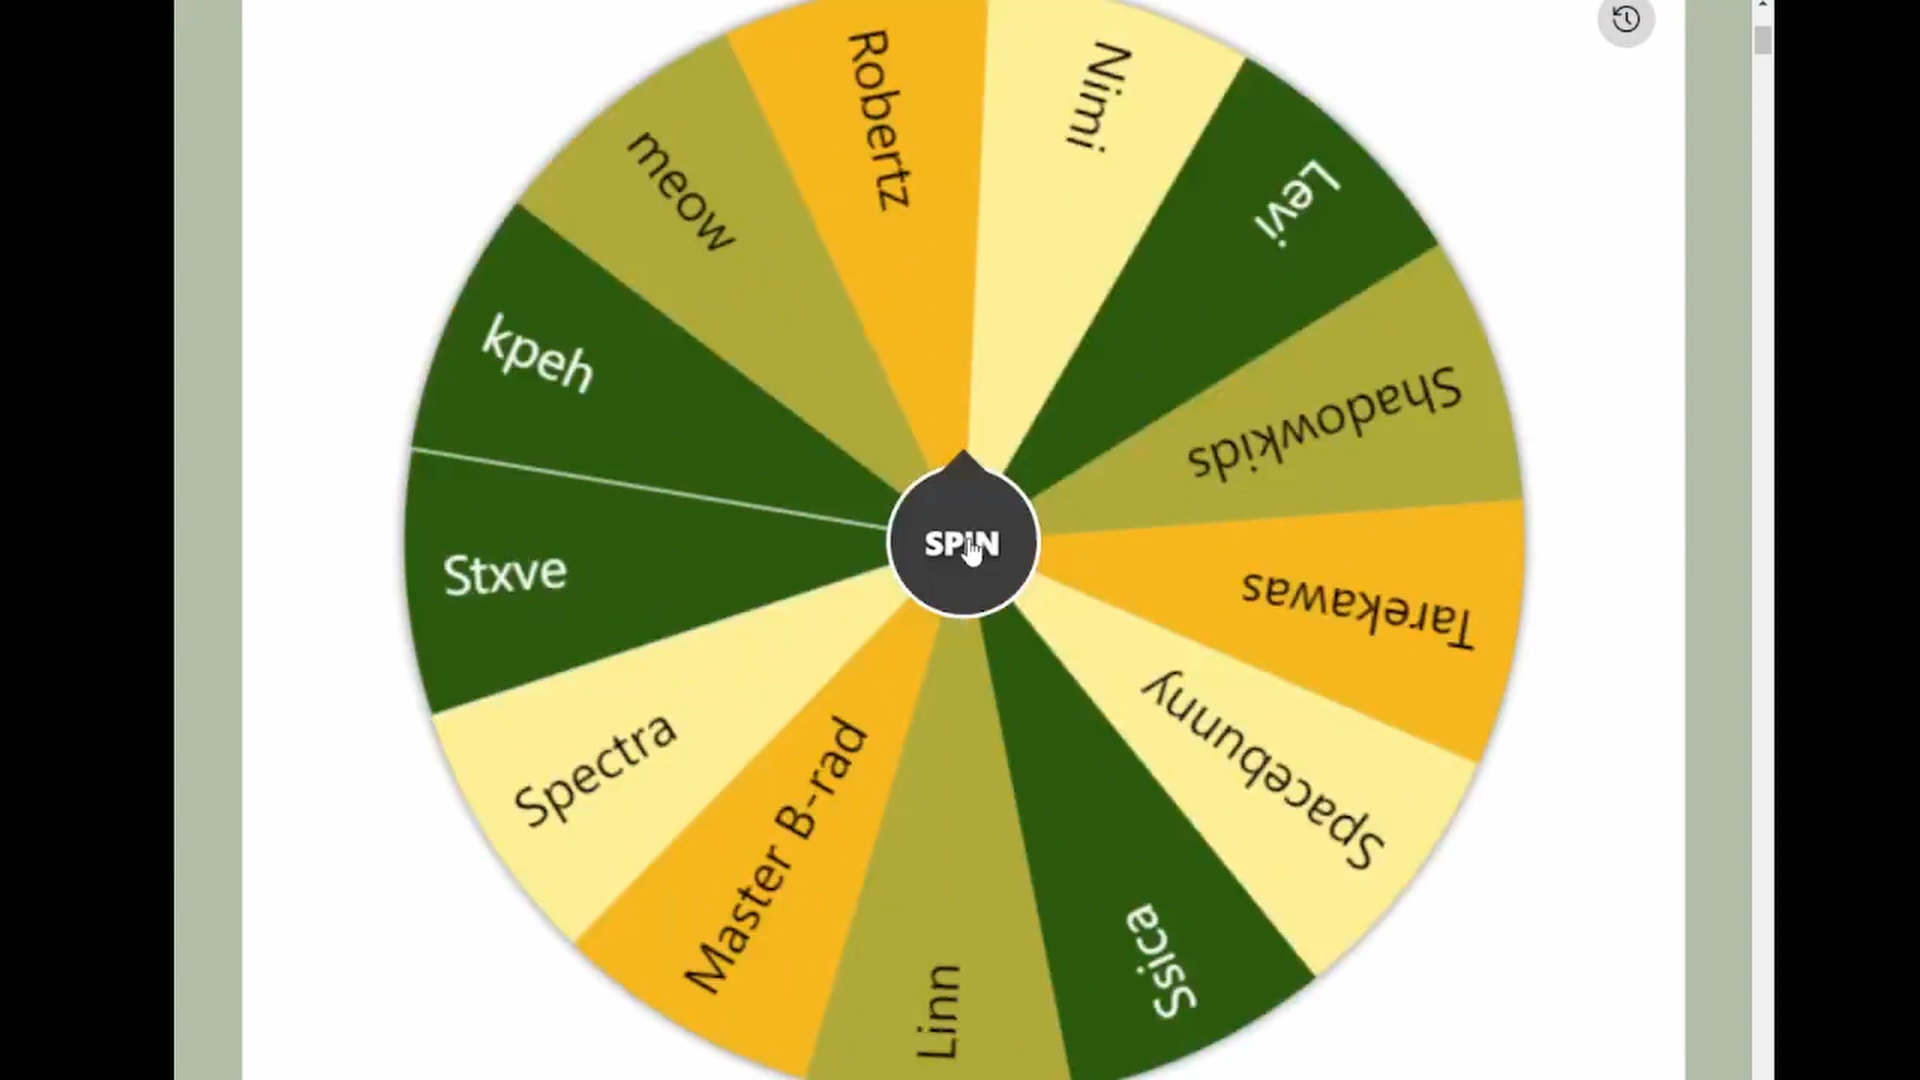 Robertz
Nimi
Levi
Shadowkids
Tarekawas
Spacebunny
Ssica
Linn
Master B-rad
Spectra
Stxve
kpeh
meow
SPIN